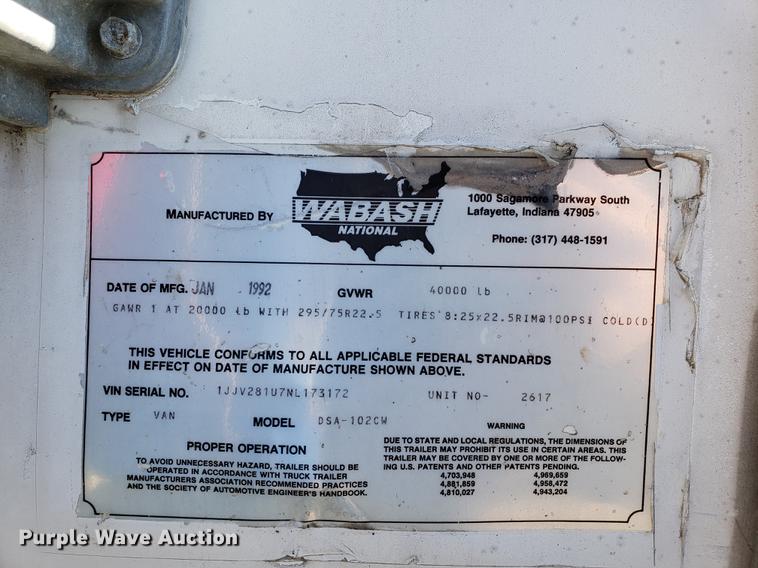 MANUFACTURED BY
WABASH
NATIONAL
1000 Sagamore Parkway South
Lafayette, Indiana 47905
Phone: (317) 448-1591
DATE OF MFG. JAN 1992 GVWR 40000 lb
GAWR 1 AT 20000 lb WITH 295/75R22.5 TIRES 8:25x22.5RIM@100PSI COLD(D)
THIS VEHICLE CONFORMS TO ALL APPLICABLE FEDERAL STANDARDS
IN EFFECT ON DATE OF MANUFACTURE SHOWN ABOVE.
VIN SERIAL NO. 1JJV281U7NL173172 UNIT NO- 2617
TYPE VAN MODEL DSA-102CW
PROPER OPERATION
TO AVOID UNNECESSARY HAZARD, TRAILER SHOULD BE
OPERATED IN ACCORDANCE WITH TRUCK TRAILER
MANUFACTURERS ASSOCIATION RECOMMENDED PRACTICES
AND THE SOCIETY OF AUTOMOTIVE ENGINEER'S HANDBOOK.
WARNING
DUE TO STATE AND LOCAL REGULATIONS, THE DIMENSIONS OF
THIS TRAILER MAY PROHIBIT ITS USE IN CERTAIN AREAS. THIS
TRAILER MAY BE COVERED BY ONE OR MORE OF THE FOLLOW-
ING U.S. PATENTS AND OTHER PATENTS PENDING.
4,703,948 4,969,659
4,881,859 4,958,472
4,810,027 4,943,204
Purple Wave Auction